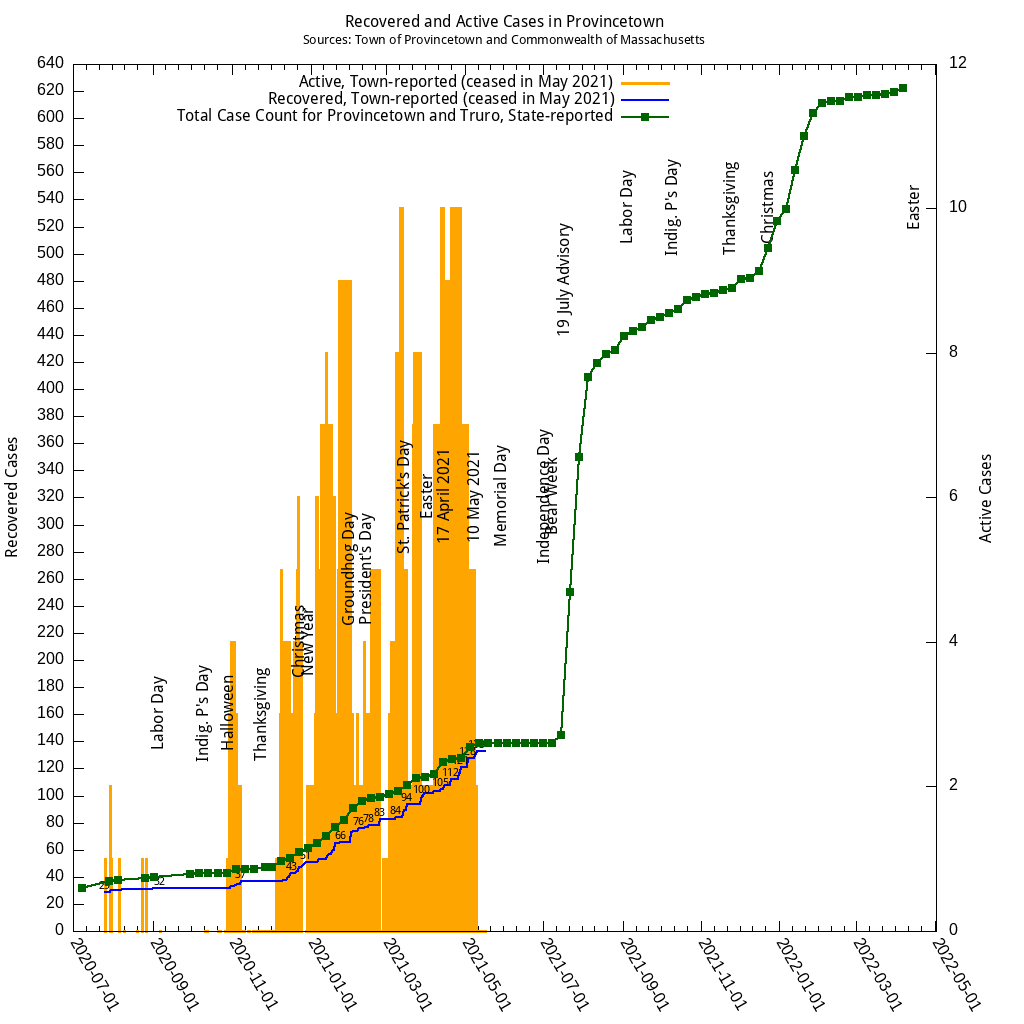 Recovered and Active Cases in Provincetown
Sources: Town of Provincetown and Commonwealth of Massachusetts
Active, Town-reported (ceased in May 2021)
Recovered, Town-reported (ceased in May 2021)
Total Case Count for Provincetown and Truro, State-reported
Recovered Cases
640
620
600
580
560
540
520
500
480
460
440
420
400
380
360
340
320
300
280
260
240
220
200
180
160
140
120
100
80
60
40
20
0
Active Cases
12
10
8
6
4
2
0
Labor Day
Indig. P's Day
Halloween
Thanksgiving
Christmas
New Year
Groundhog Day
President's Day
St. Patrick's Day
Easter
17 April 2021
10 May 2021
Memorial Day
Independence Day
Bear Week
19 July Advisory
Labor Day
Indig. P's Day
Thanksgiving
Christmas
Easter
32
43
66
76
78
83
84
94
100
105
112
2020-07-01
2020-09-01
2020-11-01
2021-01-01
2021-03-01
2021-05-01
2021-07-01
2021-09-01
2021-11-01
2022-01-01
2022-03-01
2022-05-01